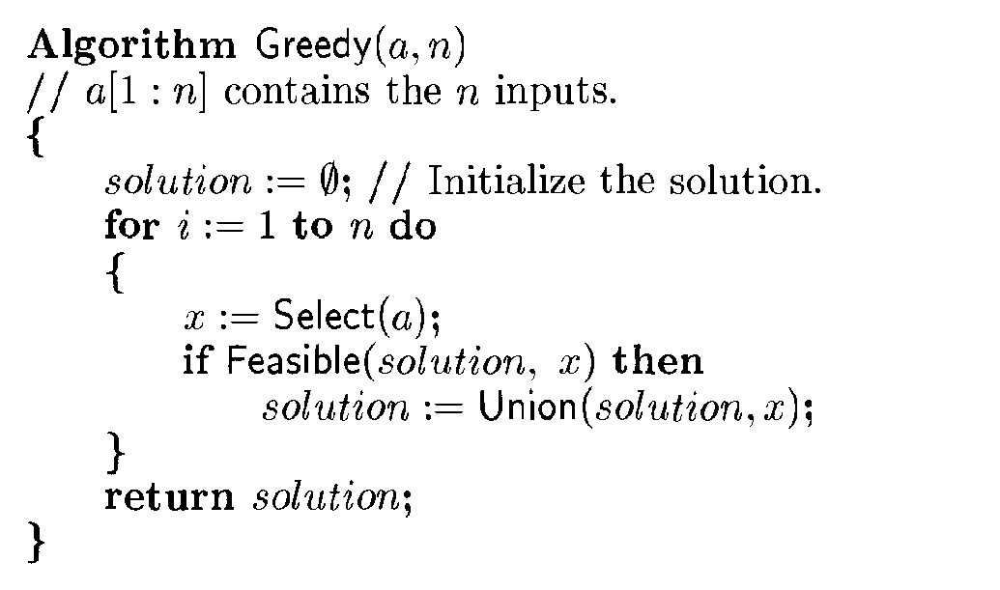 Algorithm Greedy(a, n)
// a[1 : n] contains the n inputs.
{
solution := ∅; // Initialize the solution.
for i := 1 to n do
{
x := Select(a);
if Feasible(solution, x) then
solution := Union(solution, x);
}
return solution;
}